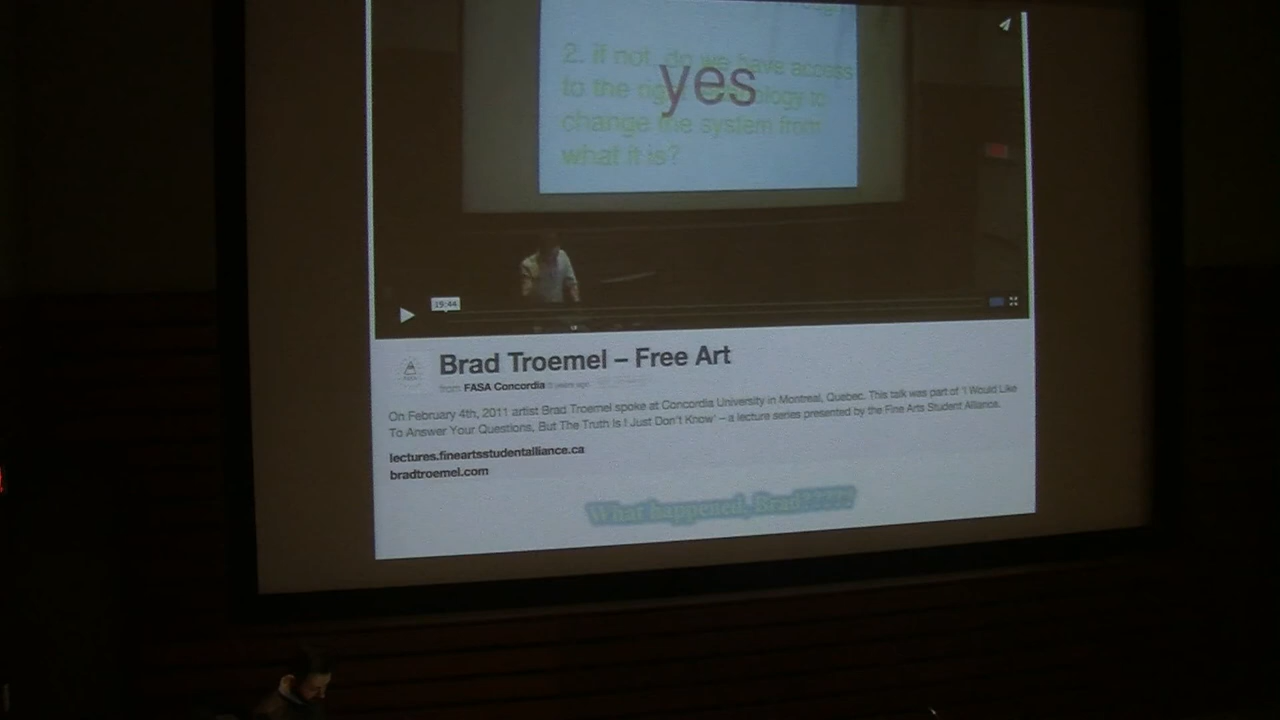 2. if not, do we have access
yes
to the
to
change the system from
what it is?
15:44
Brad Troemel – Free Art
from FASA Concordia
On February 4th, 2011 artist Brad Troemel spoke at Concordia University in Montreal, Quebec. This talk was part of 'I Would Like
To Answer Your Questions, But The Truth Is I Just Don't Know' – a lecture series presented by the Fine Arts Student Alliance.
lectures.fineartsstudentalliance.ca
bradtroemel.com
What happened, Brad?????